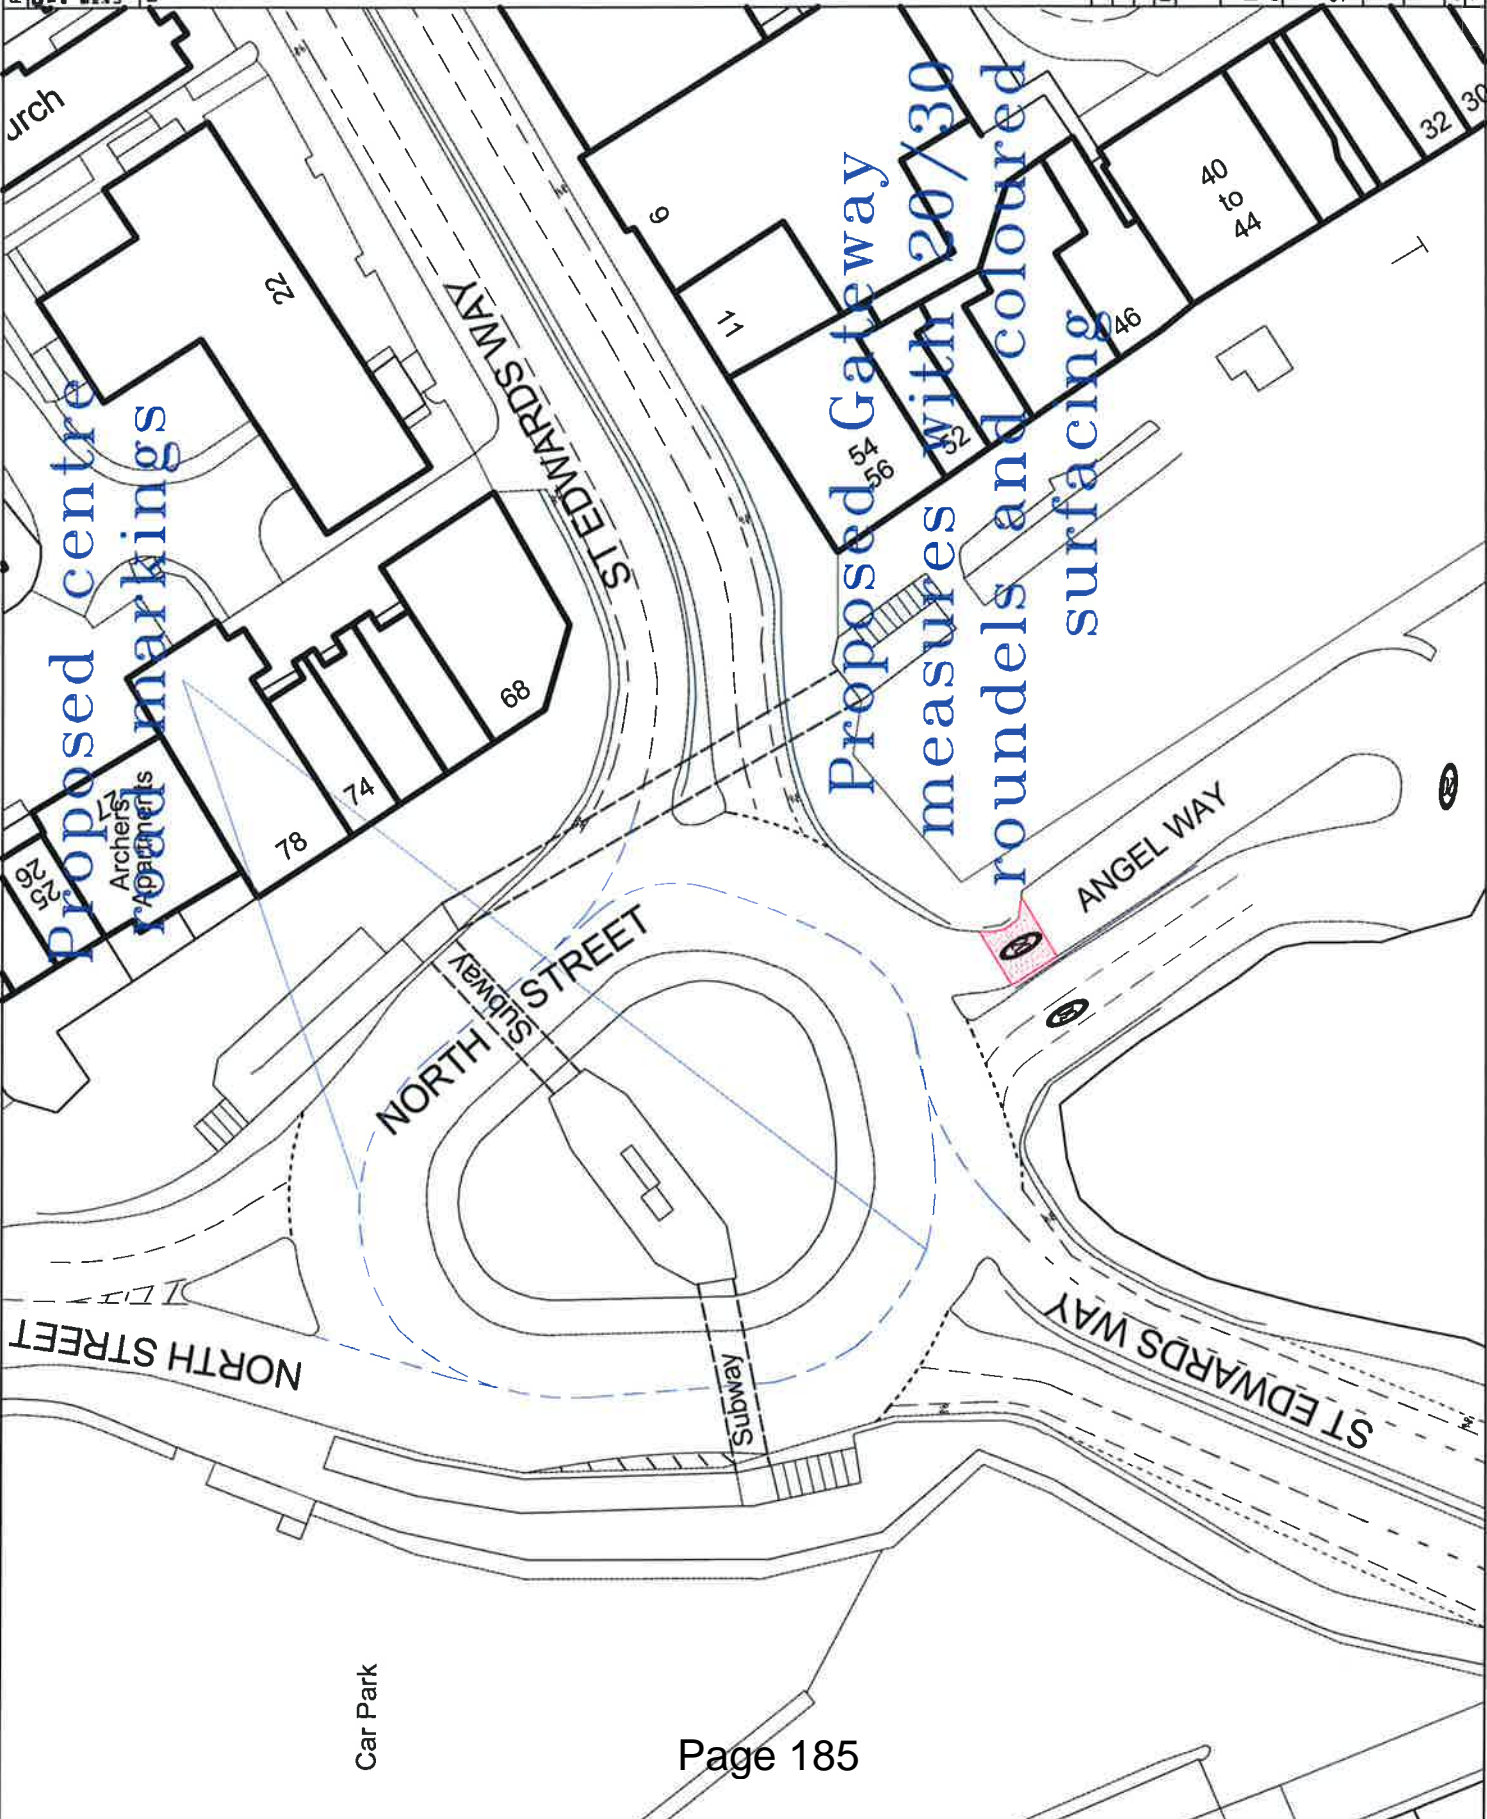 urch
22
ST EDWARDS WAY
9
11
40
to
44
32
30
46
52
54
56
Proposed centre
road markings
Proposed Gateway
measures with 20/30
roundels and coloured
surfacing
68
74
78
27
Archers
Apartments
26
25
Subway
NORTH STREET
ANGEL WAY
NORTH STREET
Subway
ST EDWARDS WAY
Car Park
Page 185